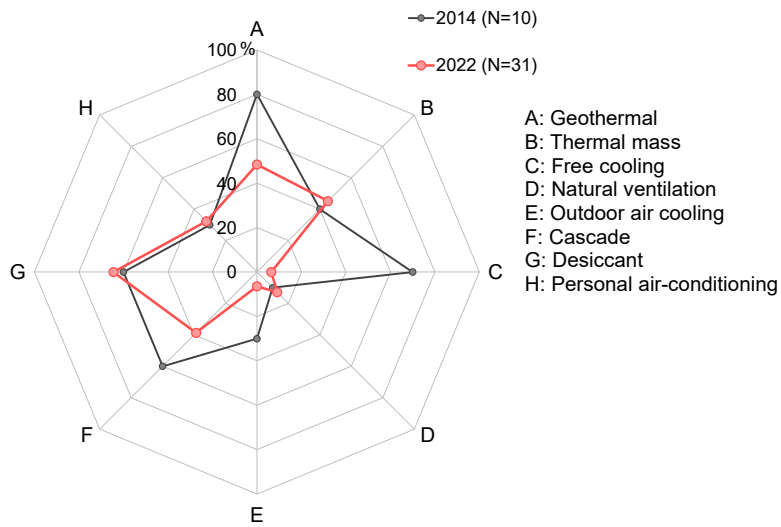 2014 (N=10)
2022 (N=31)
A
100 %
80
60
40
20
0
B
C
D
E
F
G
H
A: Geothermal
B: Thermal mass
C: Free cooling
D: Natural ventilation
E: Outdoor air cooling
F: Cascade
G: Desiccant
H: Personal air-conditioning